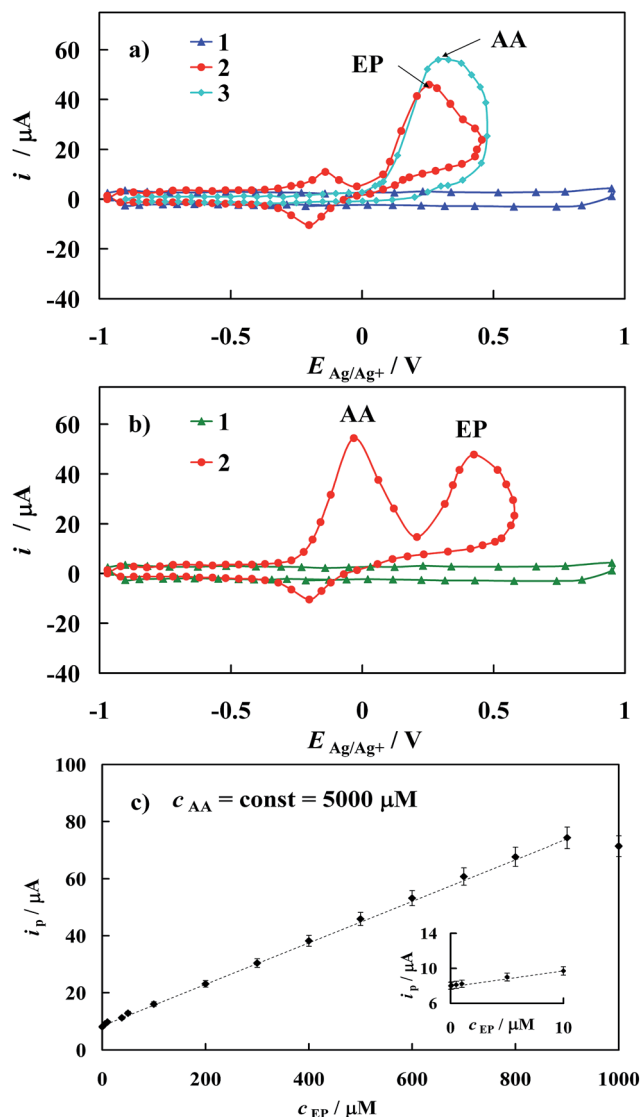 a)
1
2
3
EP
AA
i / μA
60
40
20
0
-20
-40
-1
-0.5
0
0.5
1
E Ag/Ag+ / V
b)
1
2
AA
EP
i / μA
60
40
20
0
-20
-40
-1
-0.5
0
0.5
1
E Ag/Ag+ / V
c) c AA = const = 5000 μM
i p / μA
100
80
60
40
20
0
0
200
400
600
800
1000
c EP / μM
i p / μA
14
10
6
0
10
c EP / μM